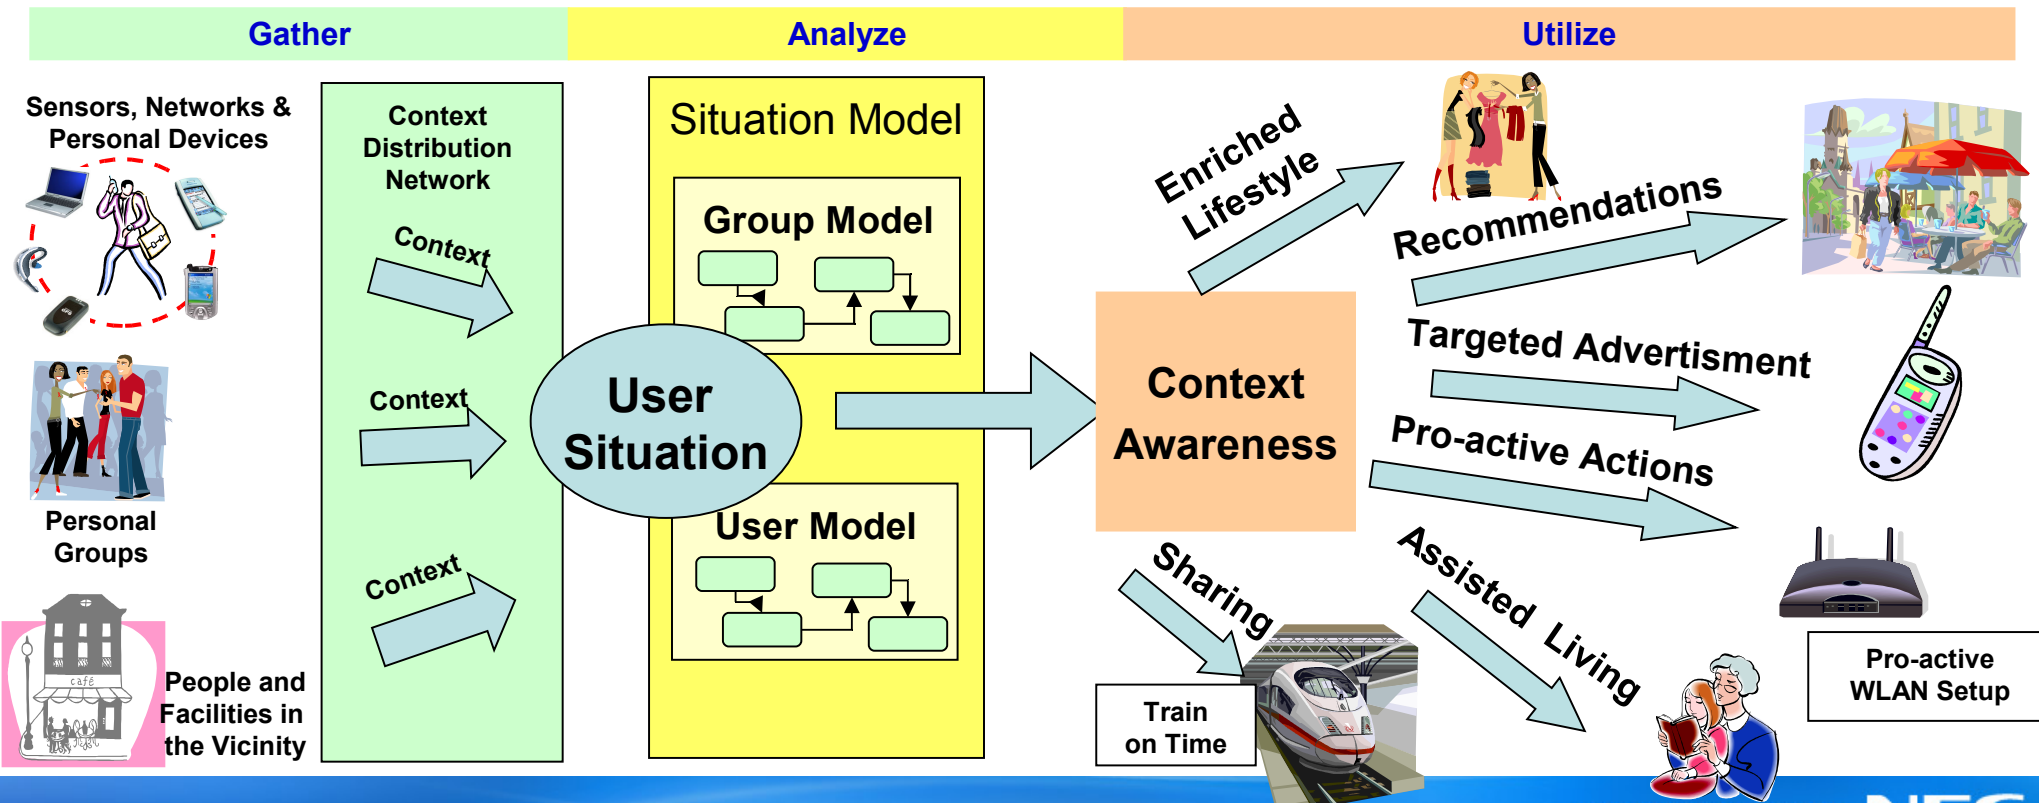 Gather
Analyze
Utilize
Sensors, Networks &
Personal Devices
Personal
Groups
café
People and
Facilities in
the Vicinity
Context
Distribution
Network
Context
Context
Context
Situation Model
Group Model
User
Situation
User Model
Context
Awareness
Enriched
Lifestyle
Recommendations
Targeted Advertisment
Pro-active Actions
Assisted Living
Sharing
Train
on Time
Pro-active
WLAN Setup